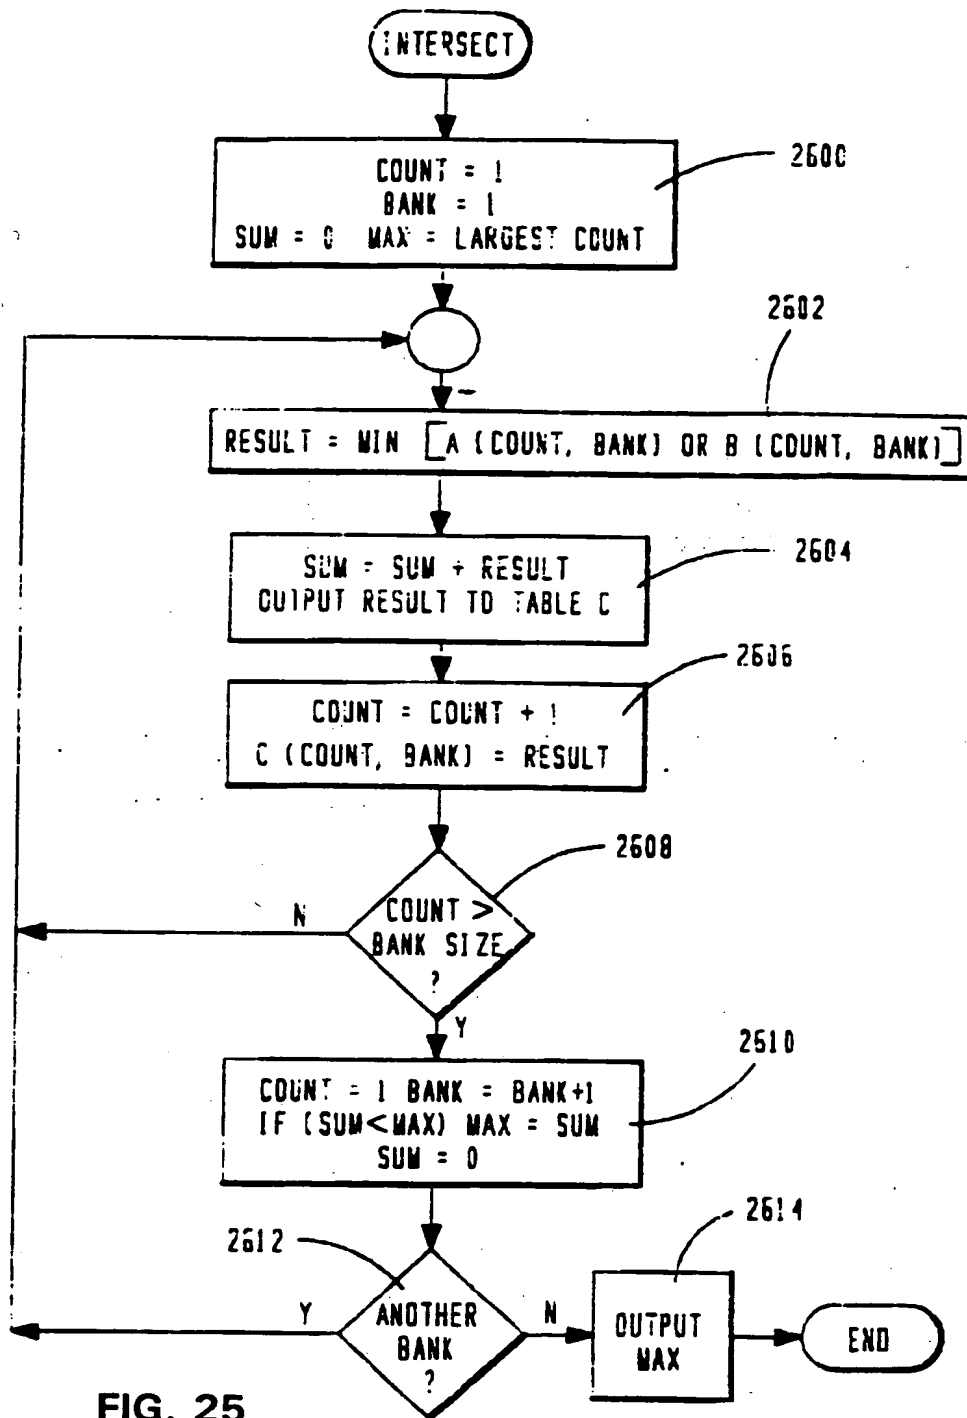 INTERSECT
COUNT = 1
BANK = 1
SUM = 0 MAX = LARGEST COUNT
2600
2602
RESULT = MIN [A (COUNT, BANK) OR B (COUNT, BANK)]
SUM = SUM + RESULT
OUTPUT RESULT TO TABLE C
2604
2606
COUNT = COUNT + 1
C (COUNT, BANK) = RESULT
2608
COUNT >
BANK SIZE
?
N
Y
2610
COUNT = 1 BANK = BANK+1
IF (SUM<MAX) MAX = SUM
SUM = 0
2612
2614
ANOTHER
BANK
?
Y
N
OUTPUT
MAX
END
FIG. 25